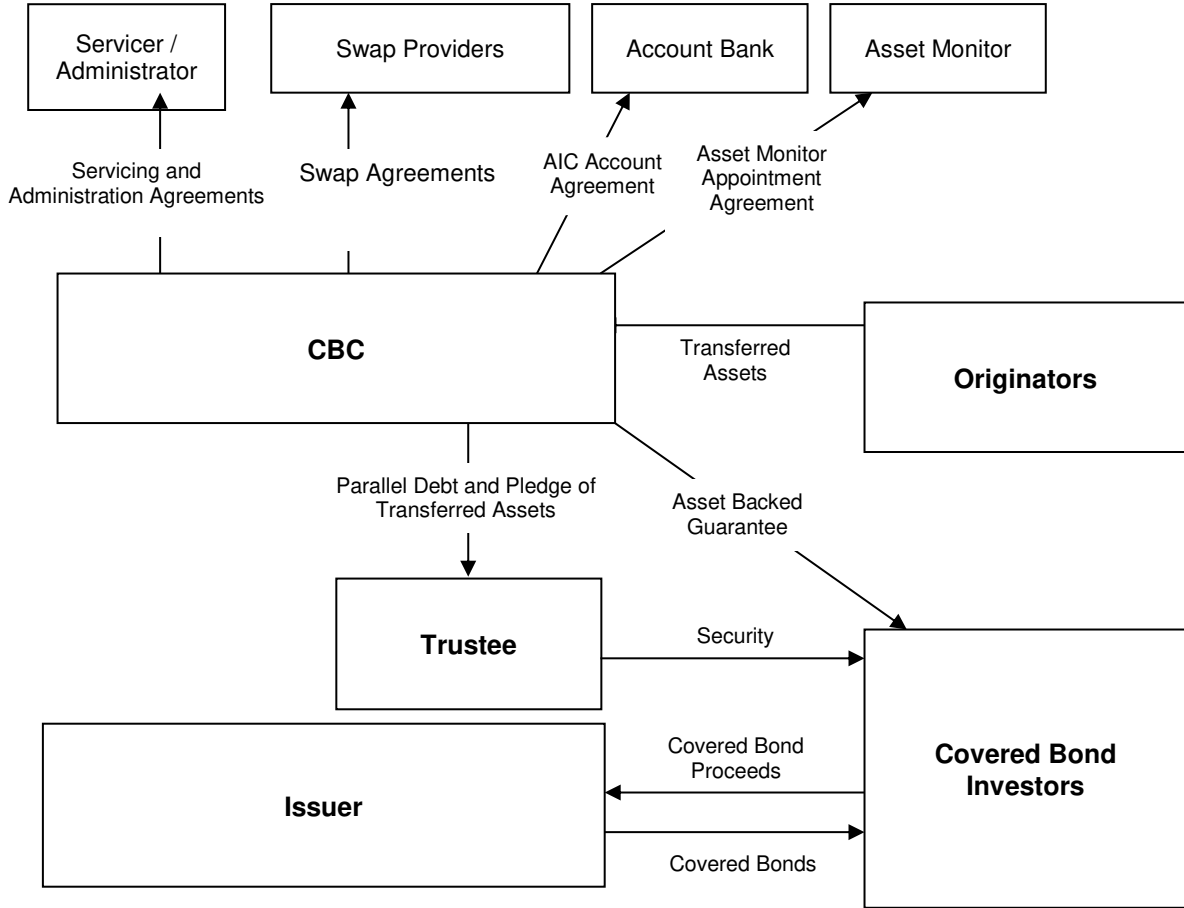 Servicer /
Administrator
Swap Providers
Account Bank
Asset Monitor
Servicing and
Administration Agreements
Swap Agreements
AIC Account
Agreement
Asset Monitor
Appointment
Agreement
CBC
Transferred
Assets
Originators
Parallel Debt and Pledge of
Transferred Assets
Asset Backed
Guarantee
Trustee
Security
Covered Bond
Proceeds
Covered Bond
Investors
Issuer
Covered Bonds